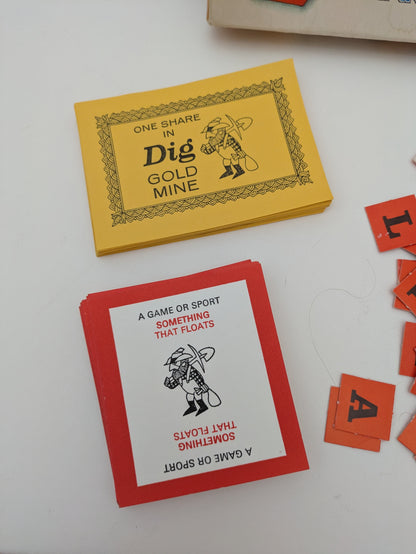 ONE SHARE
IN
Dig
GOLD
MINE
A GAME OR SPORT
SOMETHING
THAT FLOATS
SOMETHING
THAT FLOATS
A GAME OR SPORT
L
A